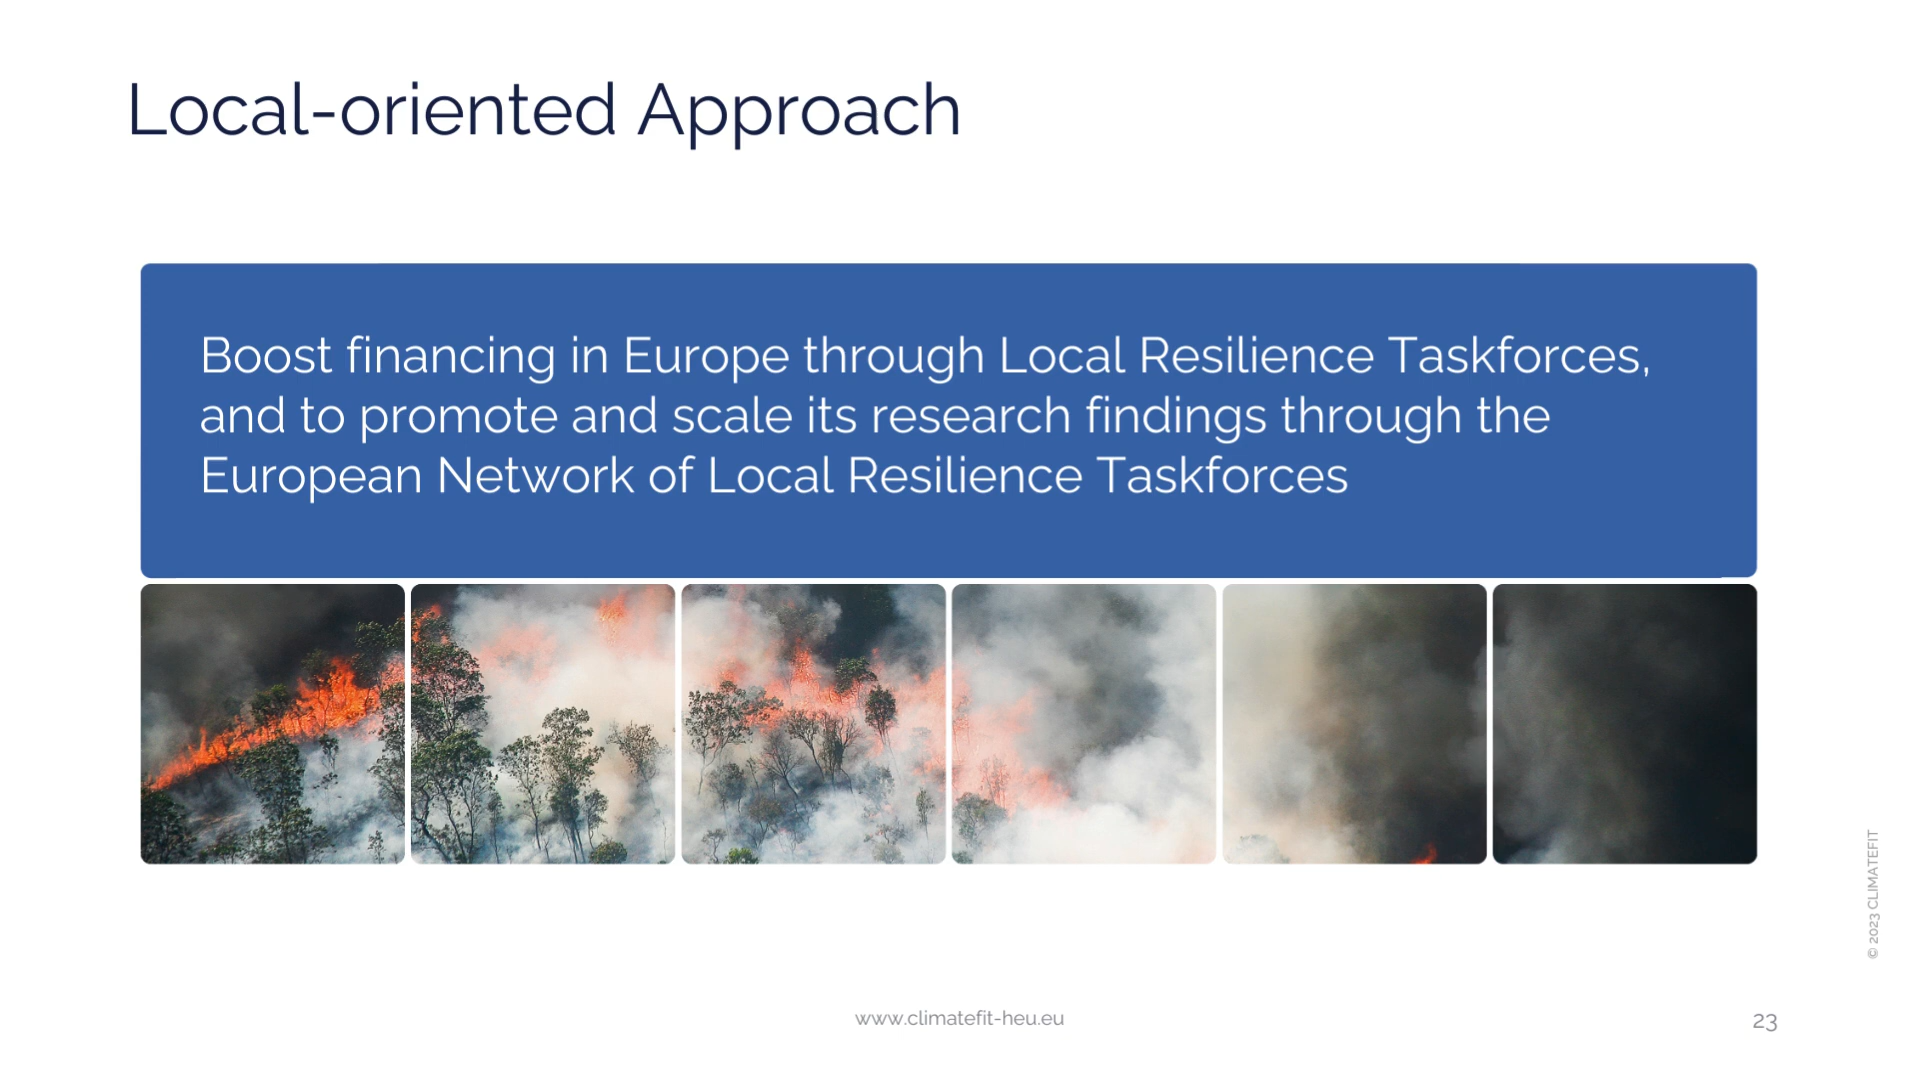 Local-oriented Approach
Boost financing in Europe through Local Resilience Taskforces,
and to promote and scale its research findings through the
European Network of Local Resilience Taskforces
© 2023 CLIMATEFIT
www.climatefit-heu.eu
23